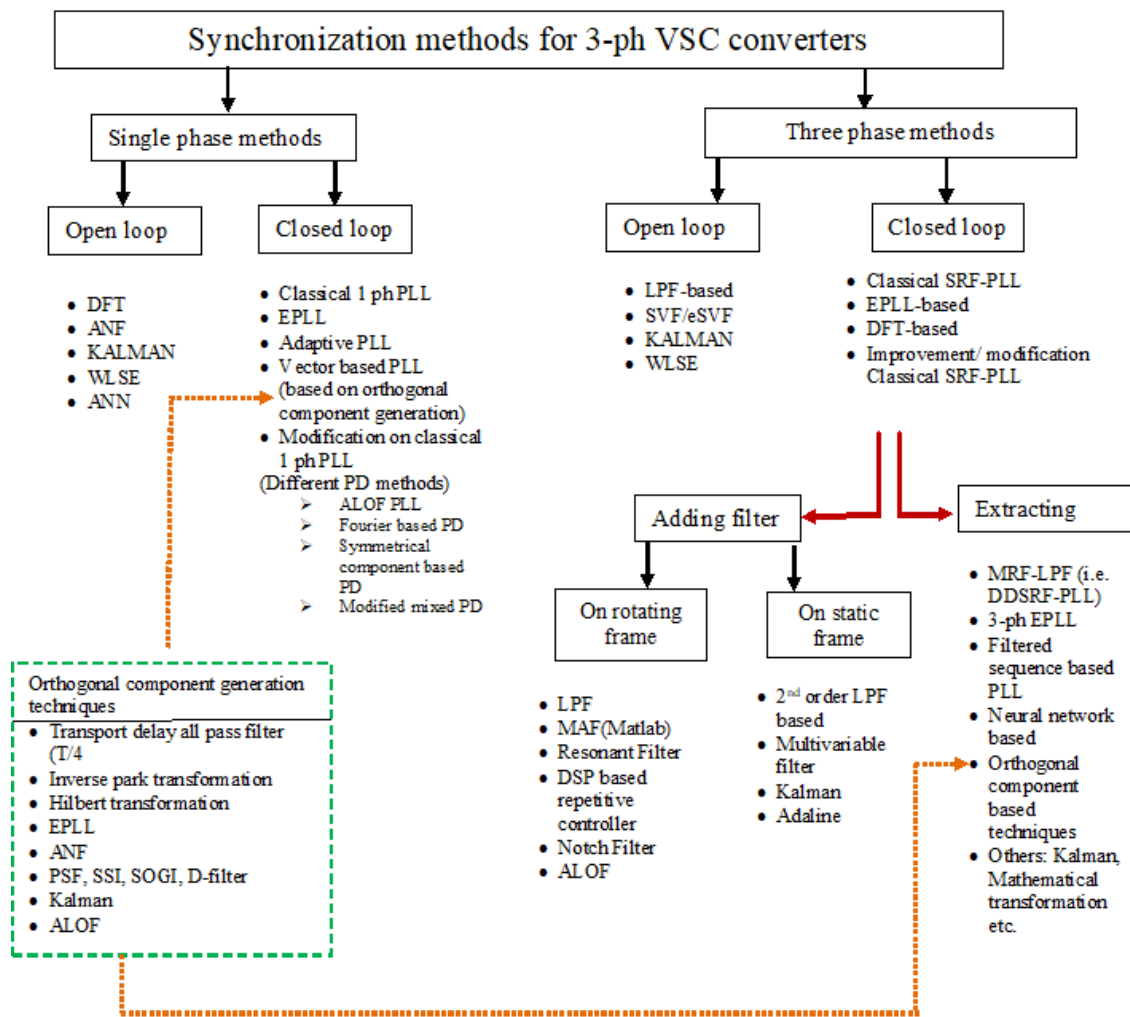 Synchronization methods for 3-ph VSC converters
Single phase methods
Three phase methods
Open loop
Closed loop
Open loop
Closed loop
• DFT
• ANF
• KALMAN
• WLSE
• ANN
• Classical 1 ph PLL
• EPLL
• Adaptive PLL
• Vector based PLL
(based on orthogonal
component generation)
• Modification on classical
1 ph PLL
(Different PD methods)
➢ ALOF PLL
➢ Fourier based PD
➢ Symmetrical
component based
PD
➢ Modified mixed PD
• LPF-based
• SVF/eSVF
• KALMAN
• WLSE
• Classical SRF-PLL
• EPLL-based
• DFT-based
• Improvement/ modification
Classical SRF-PLL
Adding filter
Extracting
On rotating
frame
On static
frame
• LPF
• MAF(Matlab)
• Resonant Filter
• DSP based
repetitive
controller
• Notch Filter
• ALOF
• 2nd order LPF
based
• Multivariable
filter
• Kalman
• Adaline
• MRF-LPF (i.e.
DDSRF-PLL)
• 3-ph EPLL
• Filtered
sequence based
PLL
• Neural network
based
• Orthogonal
component
based
techniques
• Others: Kalman,
Mathematical
transformation
etc.
Orthogonal component generation
techniques
• Transport delay all pass filter
(T/4
• Inverse park transformation
• Hilbert transformation
• EPLL
• ANF
• PSF, SSI, SOGI, D-filter
• Kalman
• ALOF